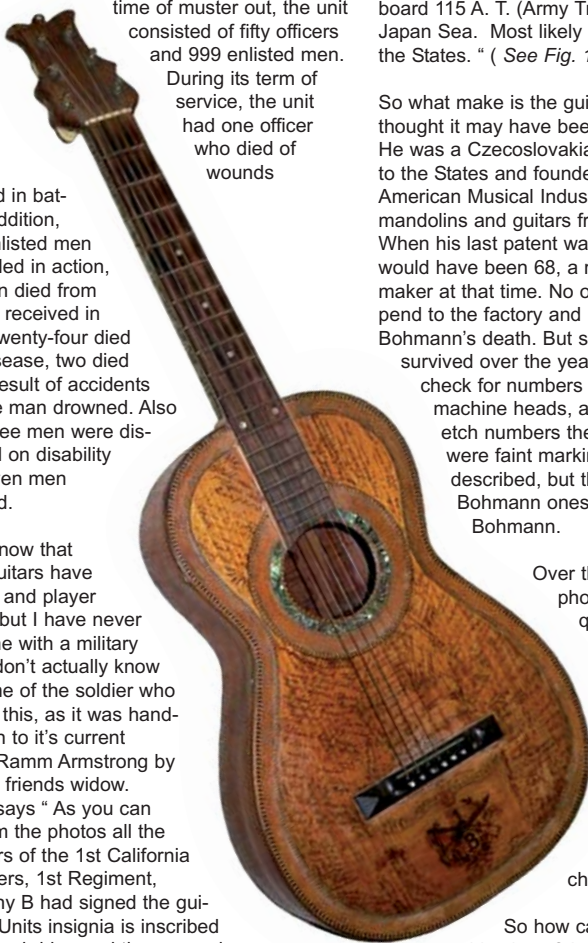 time of muster out, the unit
consisted of fifty officers
and 999 enlisted men.
During its term of
service, the unit
had one officer
who died of
wounds
d in bat-
ddition,
nlisted men
led in action,
n died from
received in
wenty-four died
sease, two died
esult of accidents
e man drowned. Also
ee men were dis-
d on disability
ven men
d.
now that
uitars have
and player
but I have never
ne with a military
don't actually know
ne of the soldier who
this, as it was hand-
n to it's current
Ramm Armstrong by
friends widow.
says “ As you can
m the photos all the
rs of the 1st California
ers, 1st Regiment,
ny B had signed the gui-
Units insignia is inscribed
board 115 A. T. (Army Tr
Japan Sea. Most likely
the States. “ ( See Fig. 1
So what make is the gui
thought it may have bee
He was a Czecoslovakia
to the States and founde
American Musical Indus
mandolins and guitars fr
When his last patent wa
would have been 68, a r
maker at that time. No o
pend to the factory and
Bohmann's death. But s
survived over the yea
check for numbers
machine heads, a
etch numbers the
were faint markin
described, but th
Bohmann ones
Bohmann.
Over th
pho
q
ch
So how ca